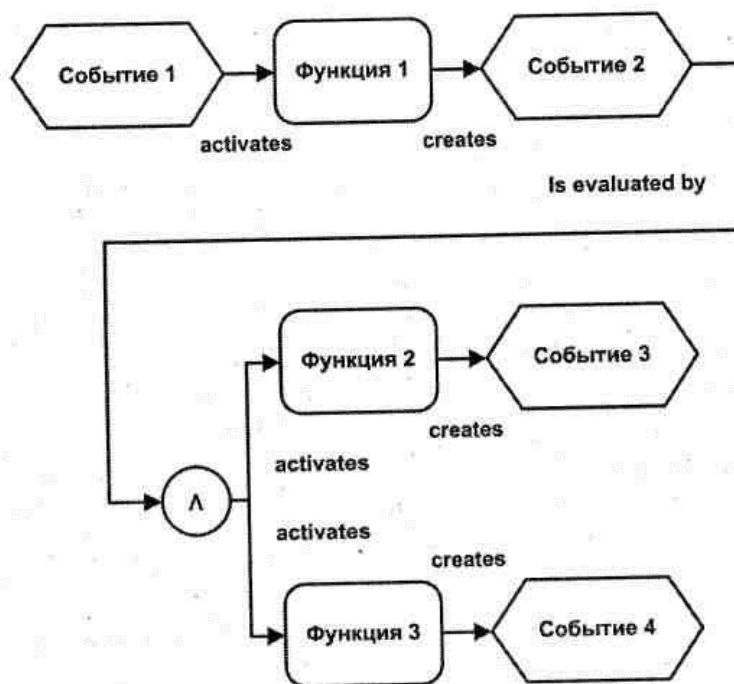 Событие 1
Функция 1
Событие 2
activates
creates
Is evaluated by
Функция 2
Событие 3
creates
activates
Λ
activates
creates
Функция 3
Событие 4